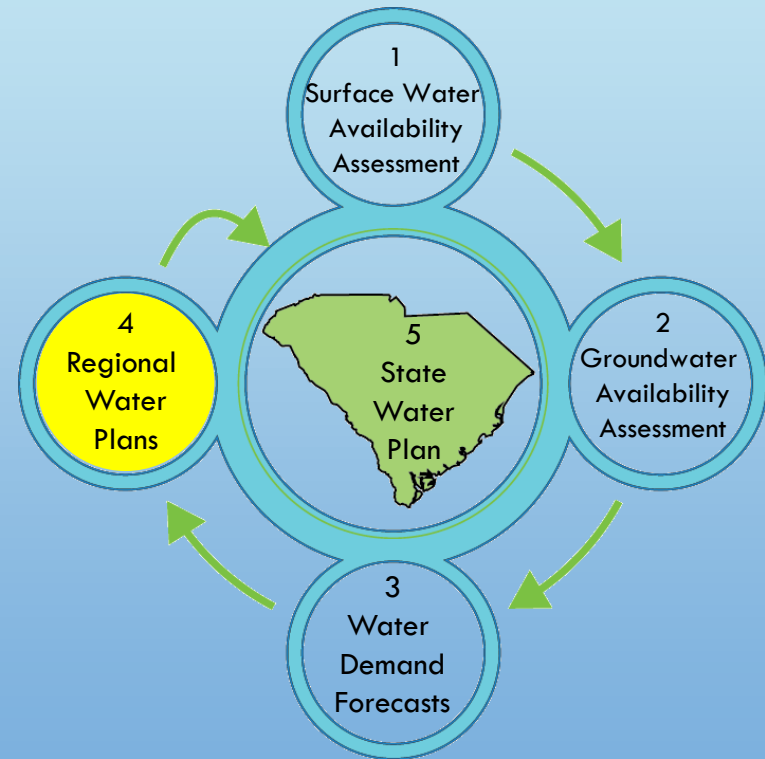 1
Surface Water
Availability
Assessment
2
Groundwater
Availability
Assessment
3
Water
Demand
Forecasts
4
Regional
Water
Plans
5
State
Water
Plan